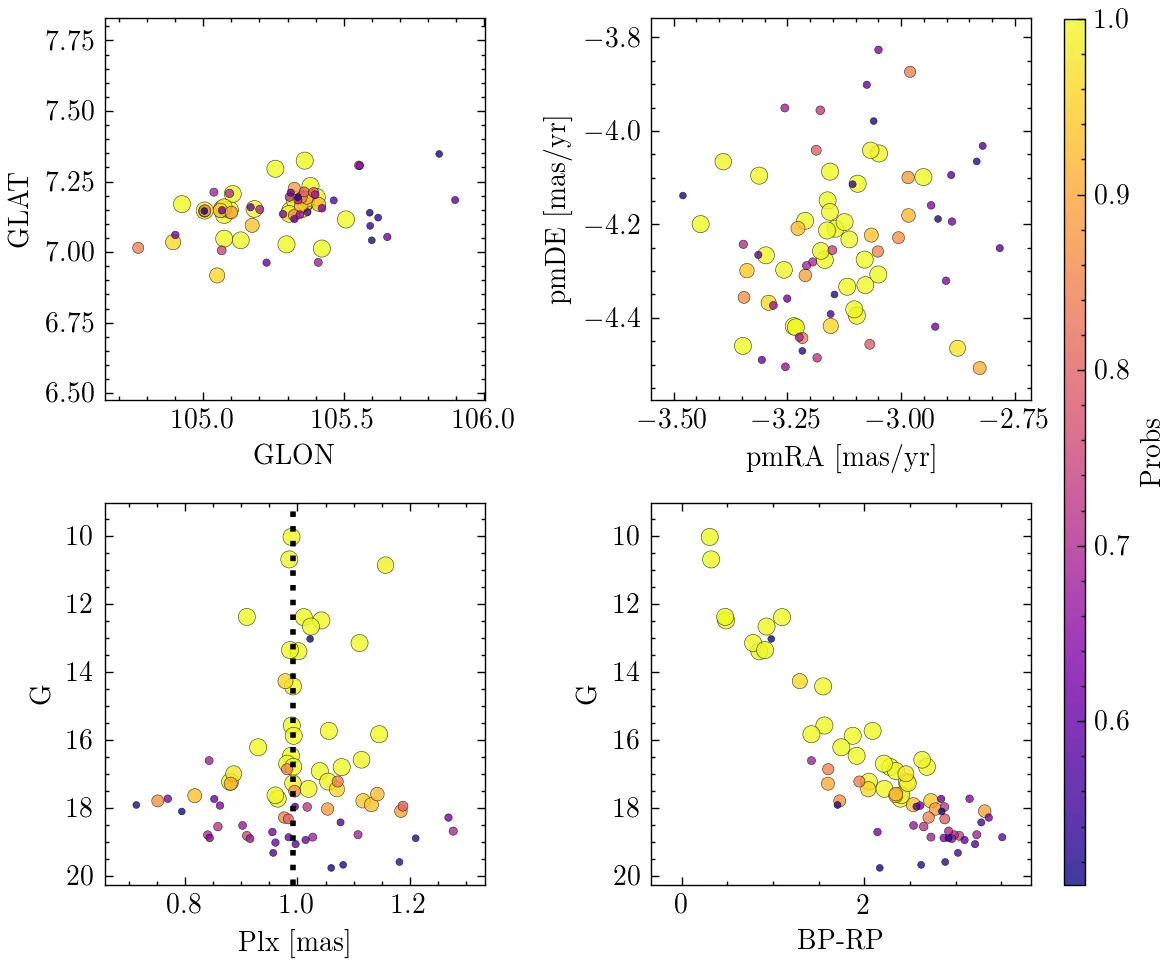 7.75
7.50
7.25
7.00
6.75
6.50
GLAT
105.0 105.5 106.0
GLON
−3.8
−4.0
−4.2
−4.4
pmDE [mas/yr]
−3.50 −3.25 −3.00 −2.75
pmRA [mas/yr]
1.0
0.9
0.8
0.7
0.6
Probs
10
12
14
16
18
20
G
0.8 1.0 1.2
Plx [mas]
10
12
14
16
18
20
G
0 2
BP-RP